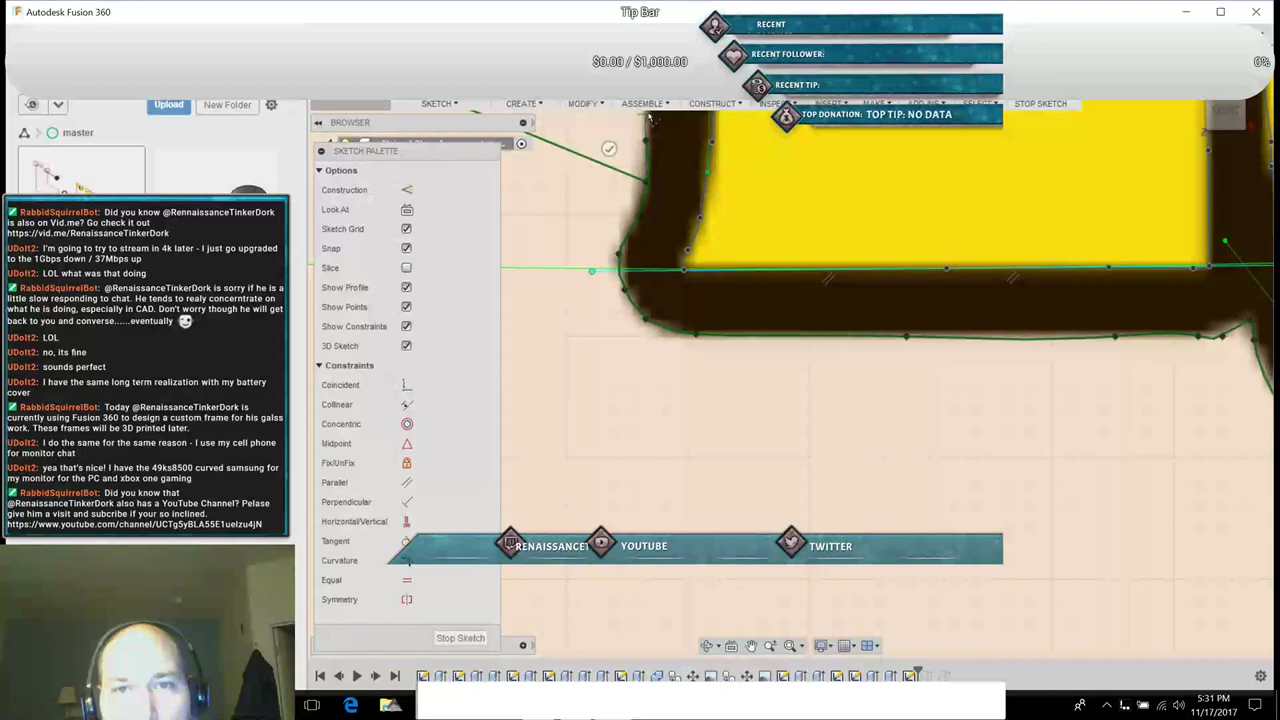 Autodesk Fusion 360
Tip Bar
RECENT
$0.00 / $1,000.00
RECENT FOLLOWER:
0%
RECENT TIP:
Upload
New Folder
SKETCH
CREATE
MODIFY
ASSEMBLE
CONSTRUCT
SELECT
STOP SKETCH
TOP DONATION: TOP TIP: NO DATA
FRONT
BROWSER
master
SKETCH PALETTE
Options
Construction
Look At
Sketch Grid
Snap
Slice
Show Profile
Show Points
Show Constraints
3D Sketch
Constraints
Coincident
Collinear
Concentric
Midpoint
Fix/UnFix
Parallel
Perpendicular
Horizontal/Vertical
Tangent
Curvature
Equal
Symmetry
Stop Sketch
RabbidSquirrelBot: Did you know @RennaissanceTinkerDork
is also on Vid.me? Go check it out
https://vid.me/RenaissanceTinkerDork
UDoIt2: I'm going to try to stream in 4k later - I just go upgraded
to the 1Gbps down / 37Mbps up
UDoIt2: LOL what was that doing
RabbidSquirrelBot: @RenaissanceTinkerDork is sorry if he is a
little slow responding to chat. He tends to realy concerntrate on
what he is doing, especially in CAD. Don't worry though he will get
back to you and converse......eventually
UDoIt2: LOL
UDoIt2: no, its fine
UDoIt2: sounds perfect
UDoIt2: I have the same long term realization with my battery
cover
RabbidSquirrelBot: Today @RenaissanceTinkerDork is
currently using Fusion 360 to design a custom frame for his galss
work. These frames will be 3D printed later.
UDoIt2: I do the same for the same reason - I use my cell phone
for monitor chat
UDoIt2: yea that's nice! I have the 49ks8500 curved samsung for
my monitor for the PC and xbox one gaming
RabbidSquirrelBot: Did you know that
@RenaissanceTinkerDork also has a YouTube Channel? Pelase
give him a visit and subcribe if your so inclined.
https://www.youtube.com/channel/UCTg5yBLA55E1uelzu4jN
RENAISSANCET
YOUTUBE
TWITTER
5:31 PM
11/17/2017